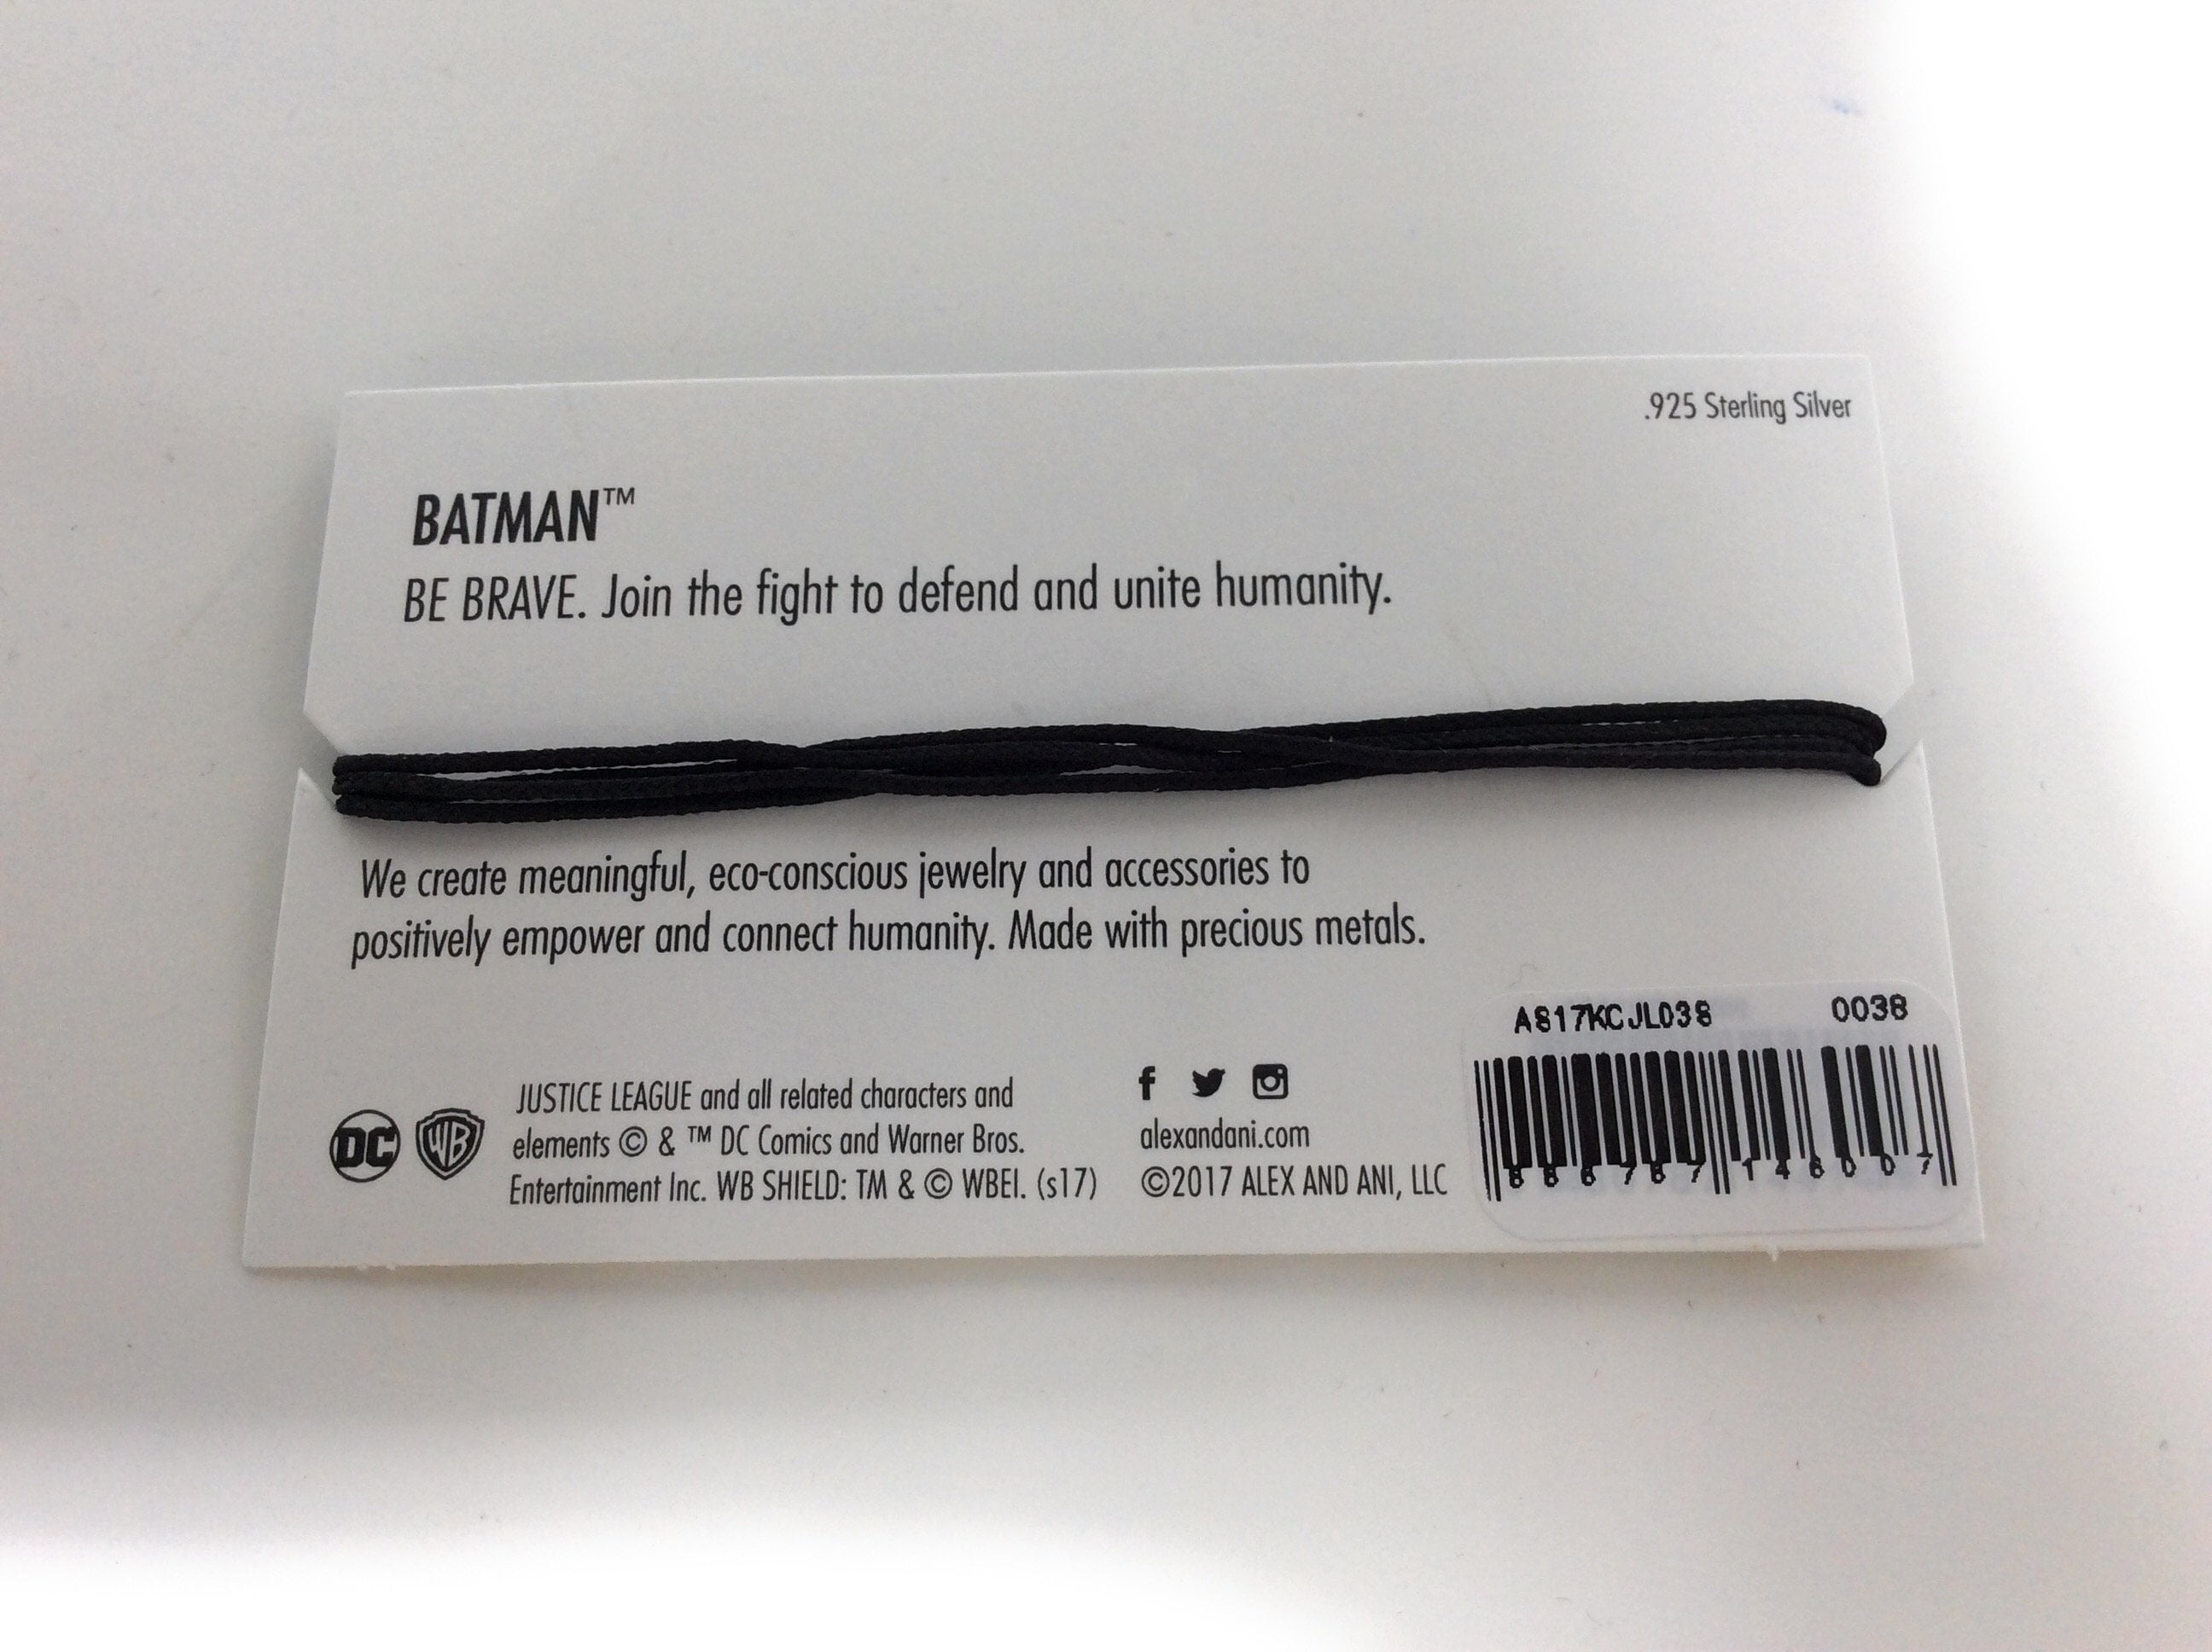 .925 Sterling Silver
BATMAN™
BE BRAVE. Join the fight to defend and unite humanity.
We create meaningful, eco-conscious jewelry and accessories to
positively empower and connect humanity. Made with precious metals.
DC WB
JUSTICE LEAGUE and all related characters and
elements © & ™ DC Comics and Warner Bros.
Entertainment Inc. WB SHIELD: TM & © WBEI. (s17)
f
alexandani.com
©2017 ALEX AND ANI, LLC
AS17KCJL038 0038
886787 146007